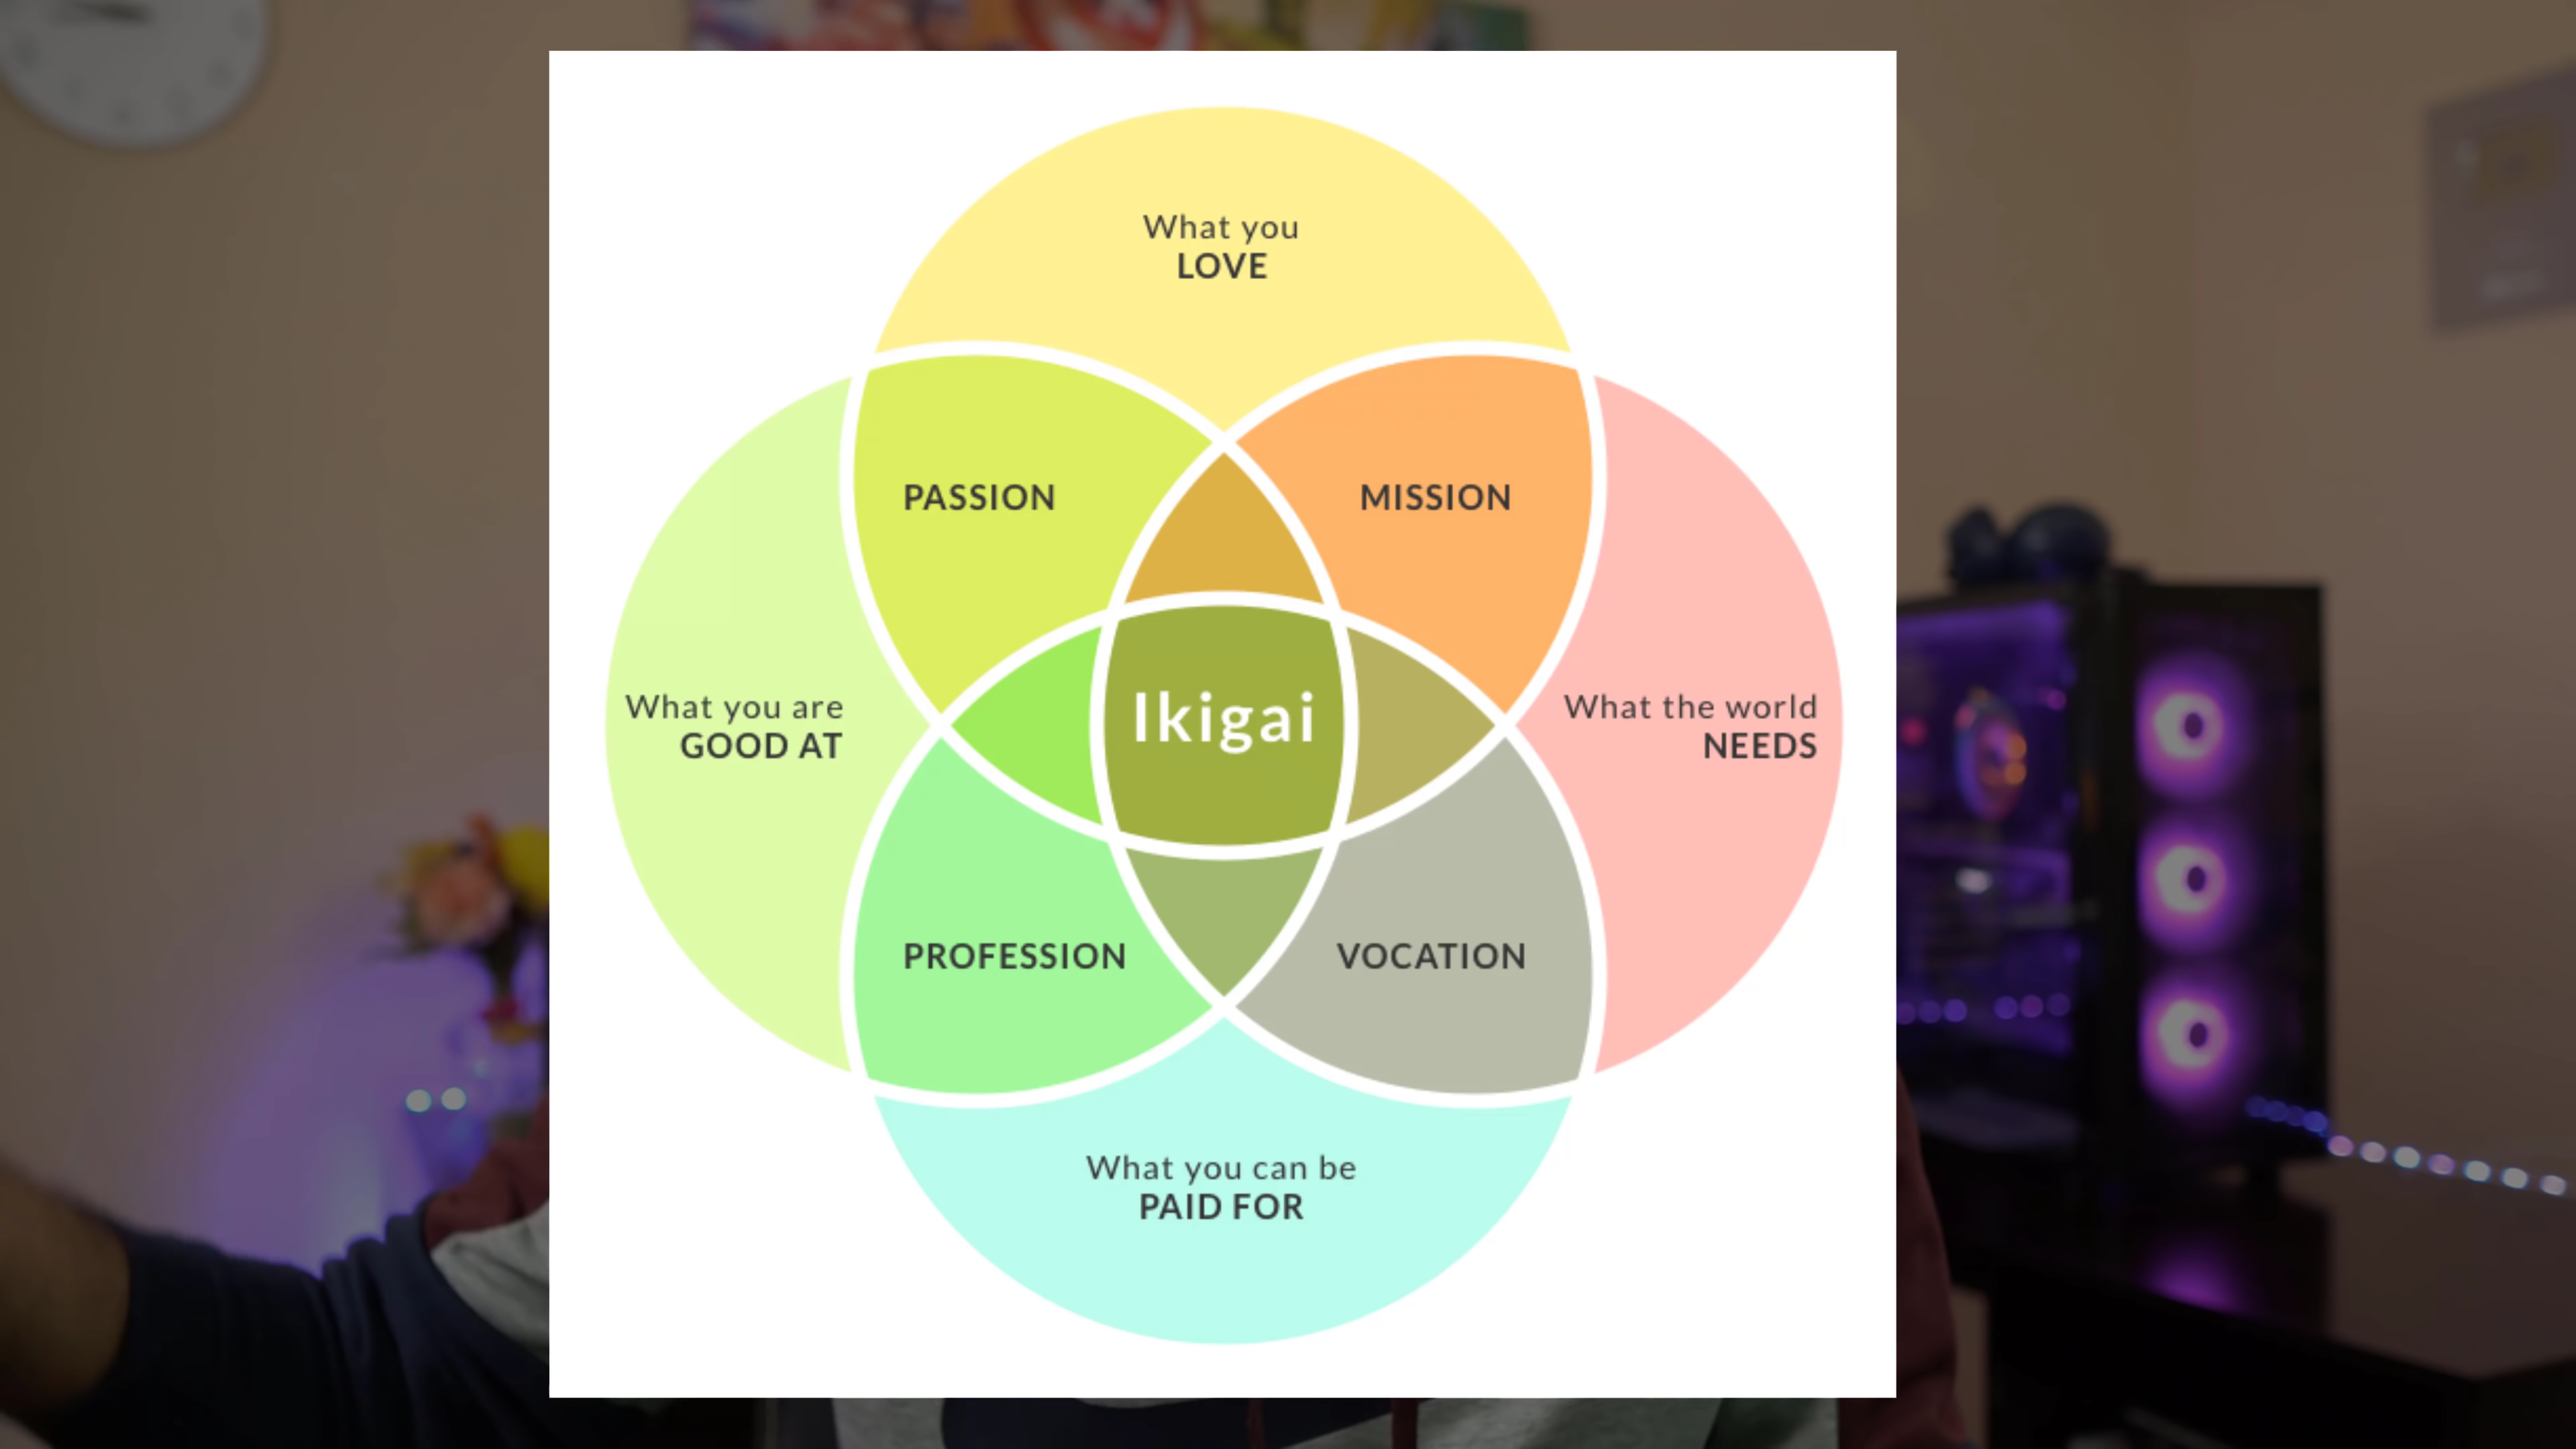 What you
LOVE
PASSION
MISSION
What you are
GOOD AT
Ikigai
What the world
NEEDS
PROFESSION
VOCATION
What you can be
PAID FOR